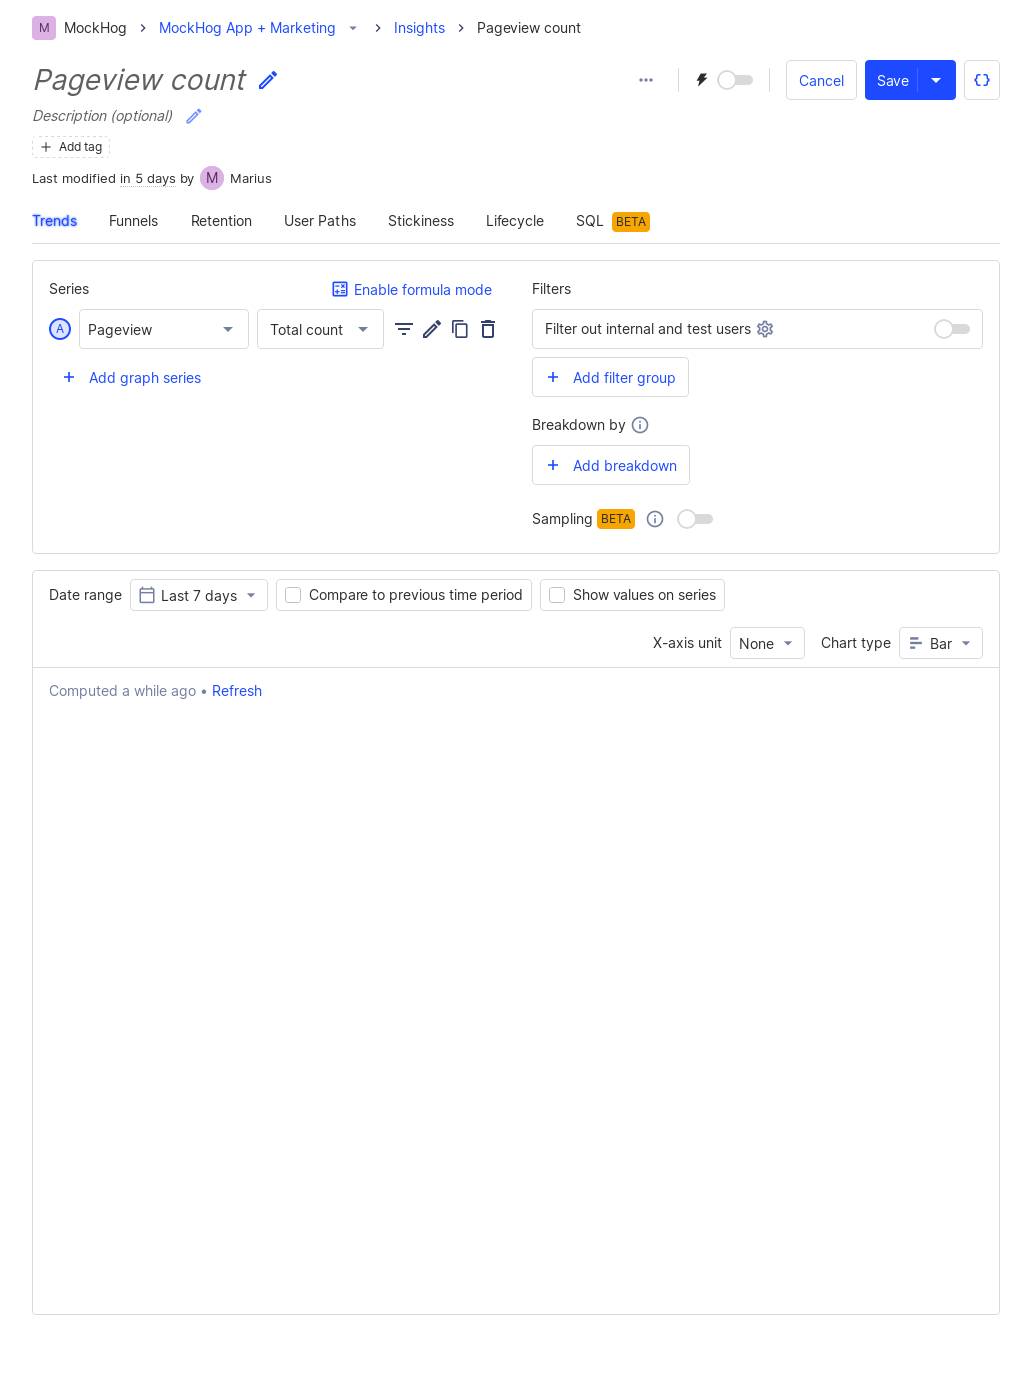 M MockHog MockHog App + Marketing Insights Pageview count
Pageview count
Cancel Save
Description (optional)
Add tag
Last modified in 5 days by M Marius
Trends Funnels Retention User Paths Stickiness Lifecycle SQL BETA
Series Enable formula mode
A Pageview Total count
Add graph series
Filters
Filter out internal and test users
Add filter group
Breakdown by
Add breakdown
Sampling BETA
Date range Last 7 days Compare to previous time period Show values on series
X-axis unit None Chart type Bar
Computed a while ago • Refresh